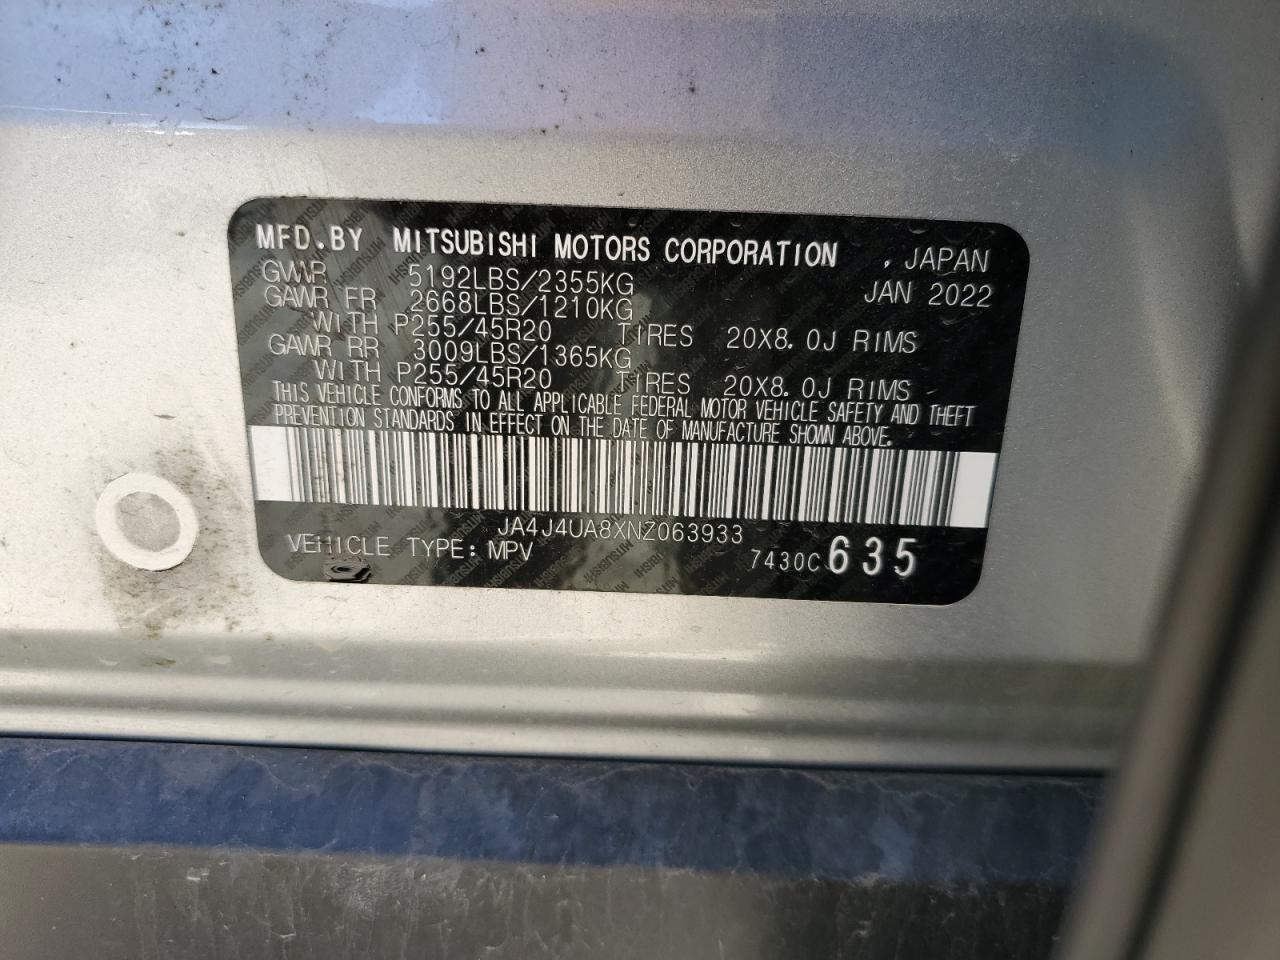 MFD.BY MITSUBISHI MOTORS CORPORATION , JAPAN
GVWR 5192LBS/2355KG JAN 2022
GAWR FR 2668LBS/1210KG
WITH P255/45R20 TIRES 20X8.0J RIMS
GAWR RR 3009LBS/1365KG
WITH P255/45R20 TIRES 20X8.0J RIMS
THIS VEHICLE CONFORMS TO ALL APPLICABLE FEDERAL MOTOR VEHICLE SAFETY AND THEFT
PREVENTION STANDARDS IN EFFECT ON THE DATE OF MANUFACTURE SHOWN ABOVE.
JA4J4UA8XNZ063933
VEHICLE TYPE: MPV
7430C635